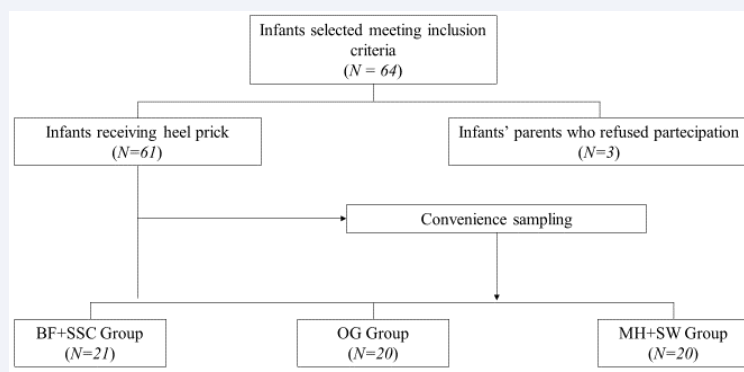 Infants selected meeting inclusion
criteria
(N = 64)
Infants receiving heel prick
(N=61)
Infants' parents who refused partecipation
(N=3)
Convenience sampling
BF+SSC Group
(N=21)
OG Group
(N=20)
MH+SW Group
(N=20)